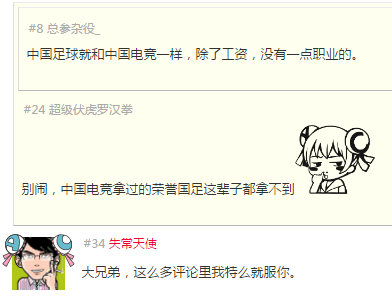 #8 总参杂役_
中国足球就和中国电竞一样，除了工资，没有一点职业的。
#24 超级伏虎罗汉拳
别闹，中国电竞拿过的荣誉国足这辈子都拿不到
#34 失常天使
大兄弟，这么多评论里我特么就服你。